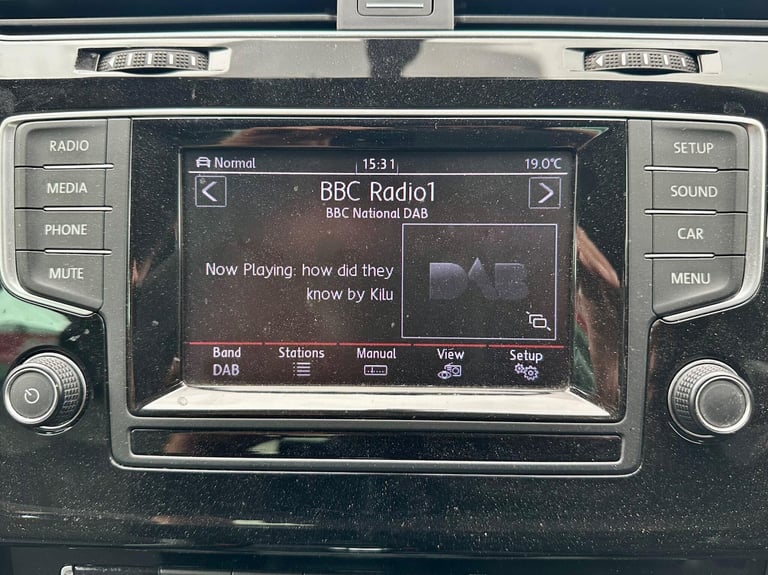 RADIO
MEDIA
PHONE
MUTE
Normal
15:31
19.0°C
BBC Radio1
BBC National DAB
Now Playing: how did they
know by Kilu
DAB
Band
DAB
Stations
Manual
View
Setup
SETUP
SOUND
CAR
MENU